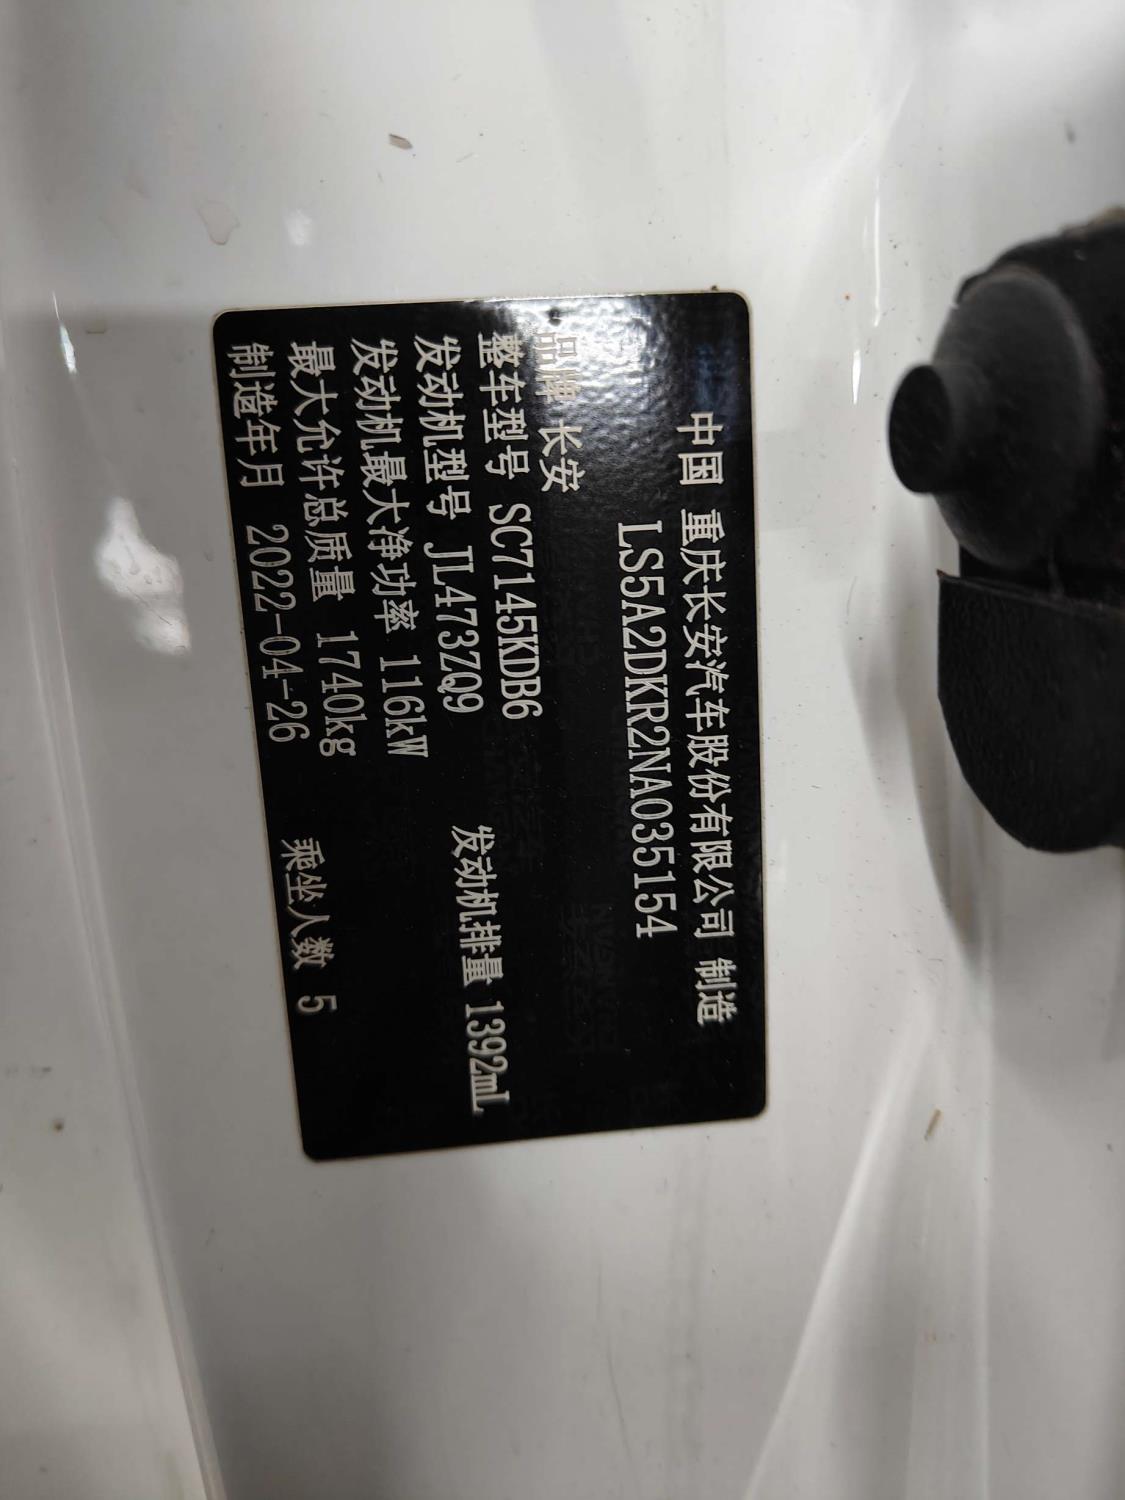 中国 重庆长安汽车股份有限公司 制造
LS5A2DKR2NA035154
品牌 长安
整车型号 SC7145KDB6
发动机型号 JL473ZQ9 发动机排量 1392mL
发动机最大净功率 116kW
最大允许总质量 1740kg
制造年月 2022-04-26 乘坐人数 5